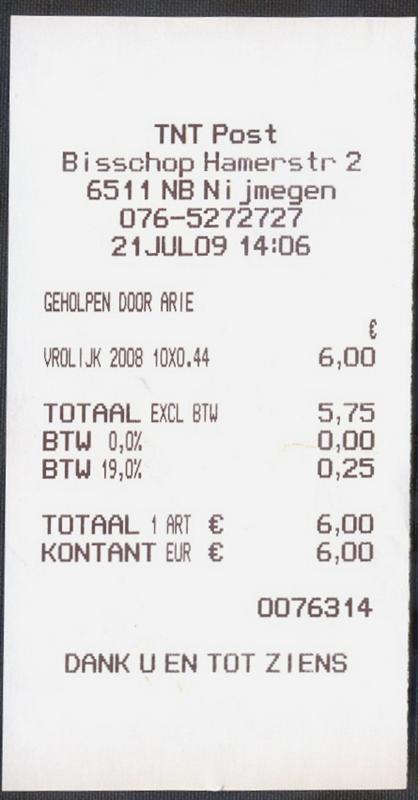 TNT Post
Bisschop Hamerstr 2
6511 NB Nijmegen
076-5272727
21JUL09 14:06
GEHOLPEN DOOR ARIE
€
VROLIJK 2008 10X0.44 6,00
TOTAAL EXCL BTW 5,75
BTW 0,0% 0,00
BTW 19,0% 0,25
TOTAAL 1 ART € 6,00
KONTANT EUR € 6,00
0076314
DANK U EN TOT ZIENS